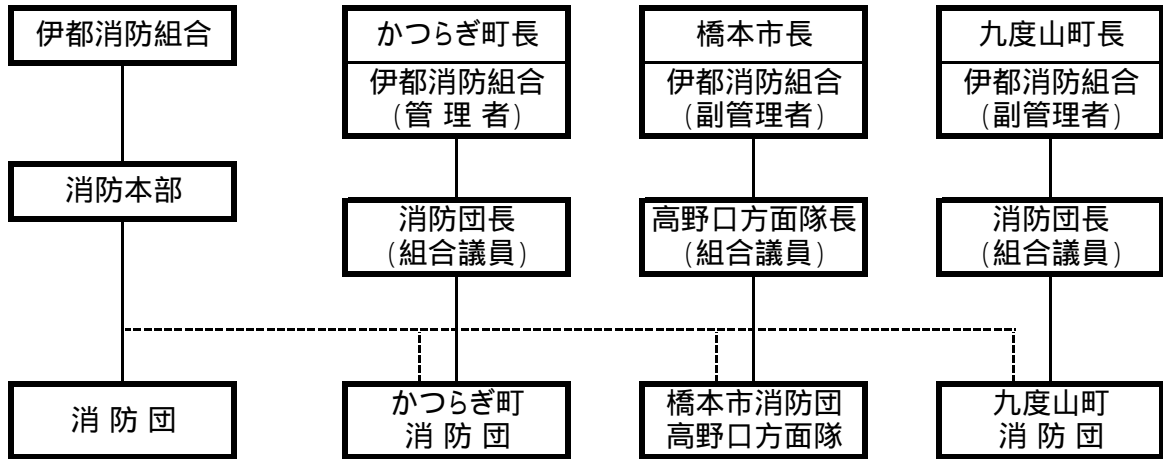 伊都消防組合
かつらぎ町長
橋本市長
九度山町長
伊都消防組合
(管 理 者)
伊都消防組合
(副管理者)
伊都消防組合
(副管理者)
消防本部
消防団長
(組合議員)
高野口方面隊長
(組合議員)
消防団長
(組合議員)
消 防 団
かつらぎ町
消 防 団
橋本市消防団
高野口方面隊
九度山町
消 防 団